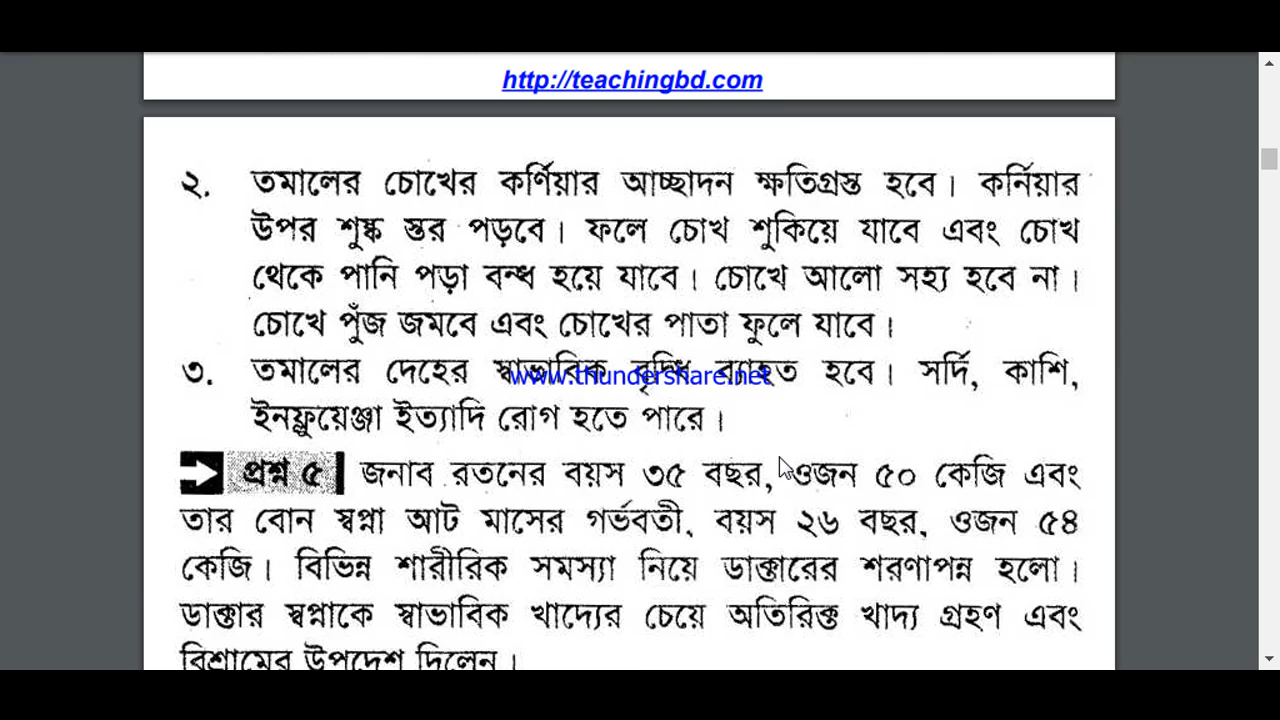 http://teachingbd.com
২. তমালের চোখের কর্ণিয়ার আচ্ছাদন ক্ষতিগ্রস্ত হবে। কর্নিয়ার
উপর শুষ্ক স্তর পড়বে। ফলে চোখ শুকিয়ে যাবে এবং চোখ
থেকে পানি পড়া বন্ধ হয়ে যাবে। চোখে আলো সহ্য হবে না।
চোখে পুঁজ জমবে এবং চোখের পাতা ফুলে যাবে।
৩. তমালের দেহের স্বাভাবিক বৃদ্ধি ব্যাহত হবে। সর্দি, কাশি,
www.thundershare.net
ইনফ্লুয়েঞ্জা ইত্যাদি রোগ হতে পারে।
প্রশ্ন ৫ জনাব রতনের বয়স ৩৫ বছর, ওজন ৫০ কেজি এবং
তার বোন স্বপ্না আট মাসের গর্ভবতী, বয়স ২৬ বছর, ওজন ৫৪
কেজি। বিভিন্ন শারীরিক সমস্যা নিয়ে ডাক্তারের শরণাপন্ন হলো।
ডাক্তার স্বপ্নাকে স্বাভাবিক খাদ্যের চেয়ে অতিরিক্ত খাদ্য গ্রহণ এবং
বিশ্রামের উপদেশ দিলেন।